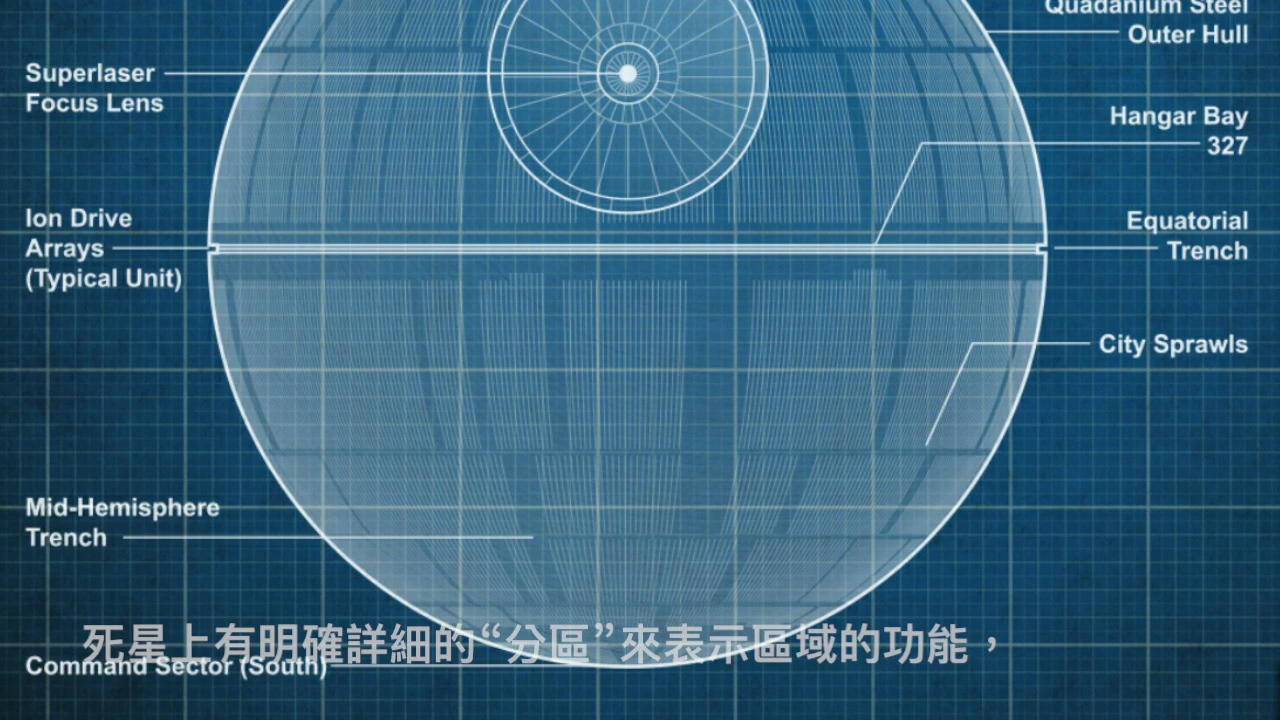 Quadanium Steel
Outer Hull
Superlaser
Focus Lens
Hangar Bay
327
Ion Drive
Arrays
(Typical Unit)
Equatorial
Trench
City Sprawls
Mid-Hemisphere
Trench
死星上有明確詳細的“分區”來表示區域的功能，
Command Sector (South)